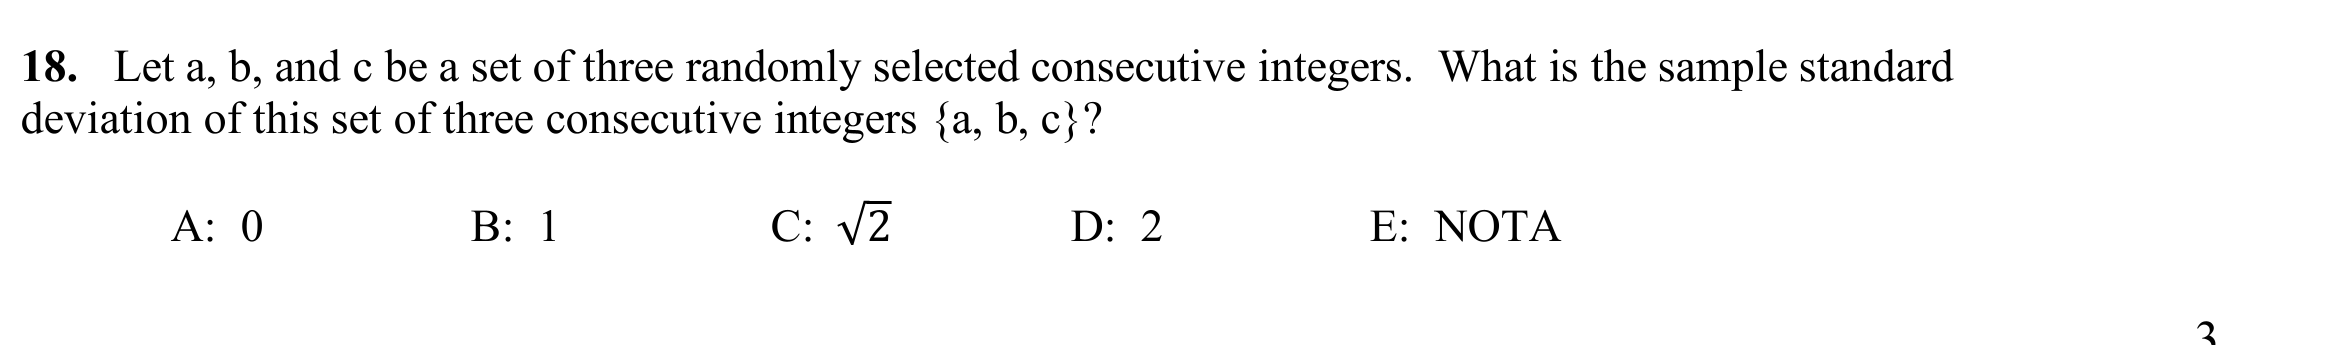 18. Let a, b, and c be a set of three randomly selected consecutive integers. What is the sample standard
deviation of this set of three consecutive integers {a, b, c}?
A: 0 B: 1 C: √2 D: 2 E: NOTA
3